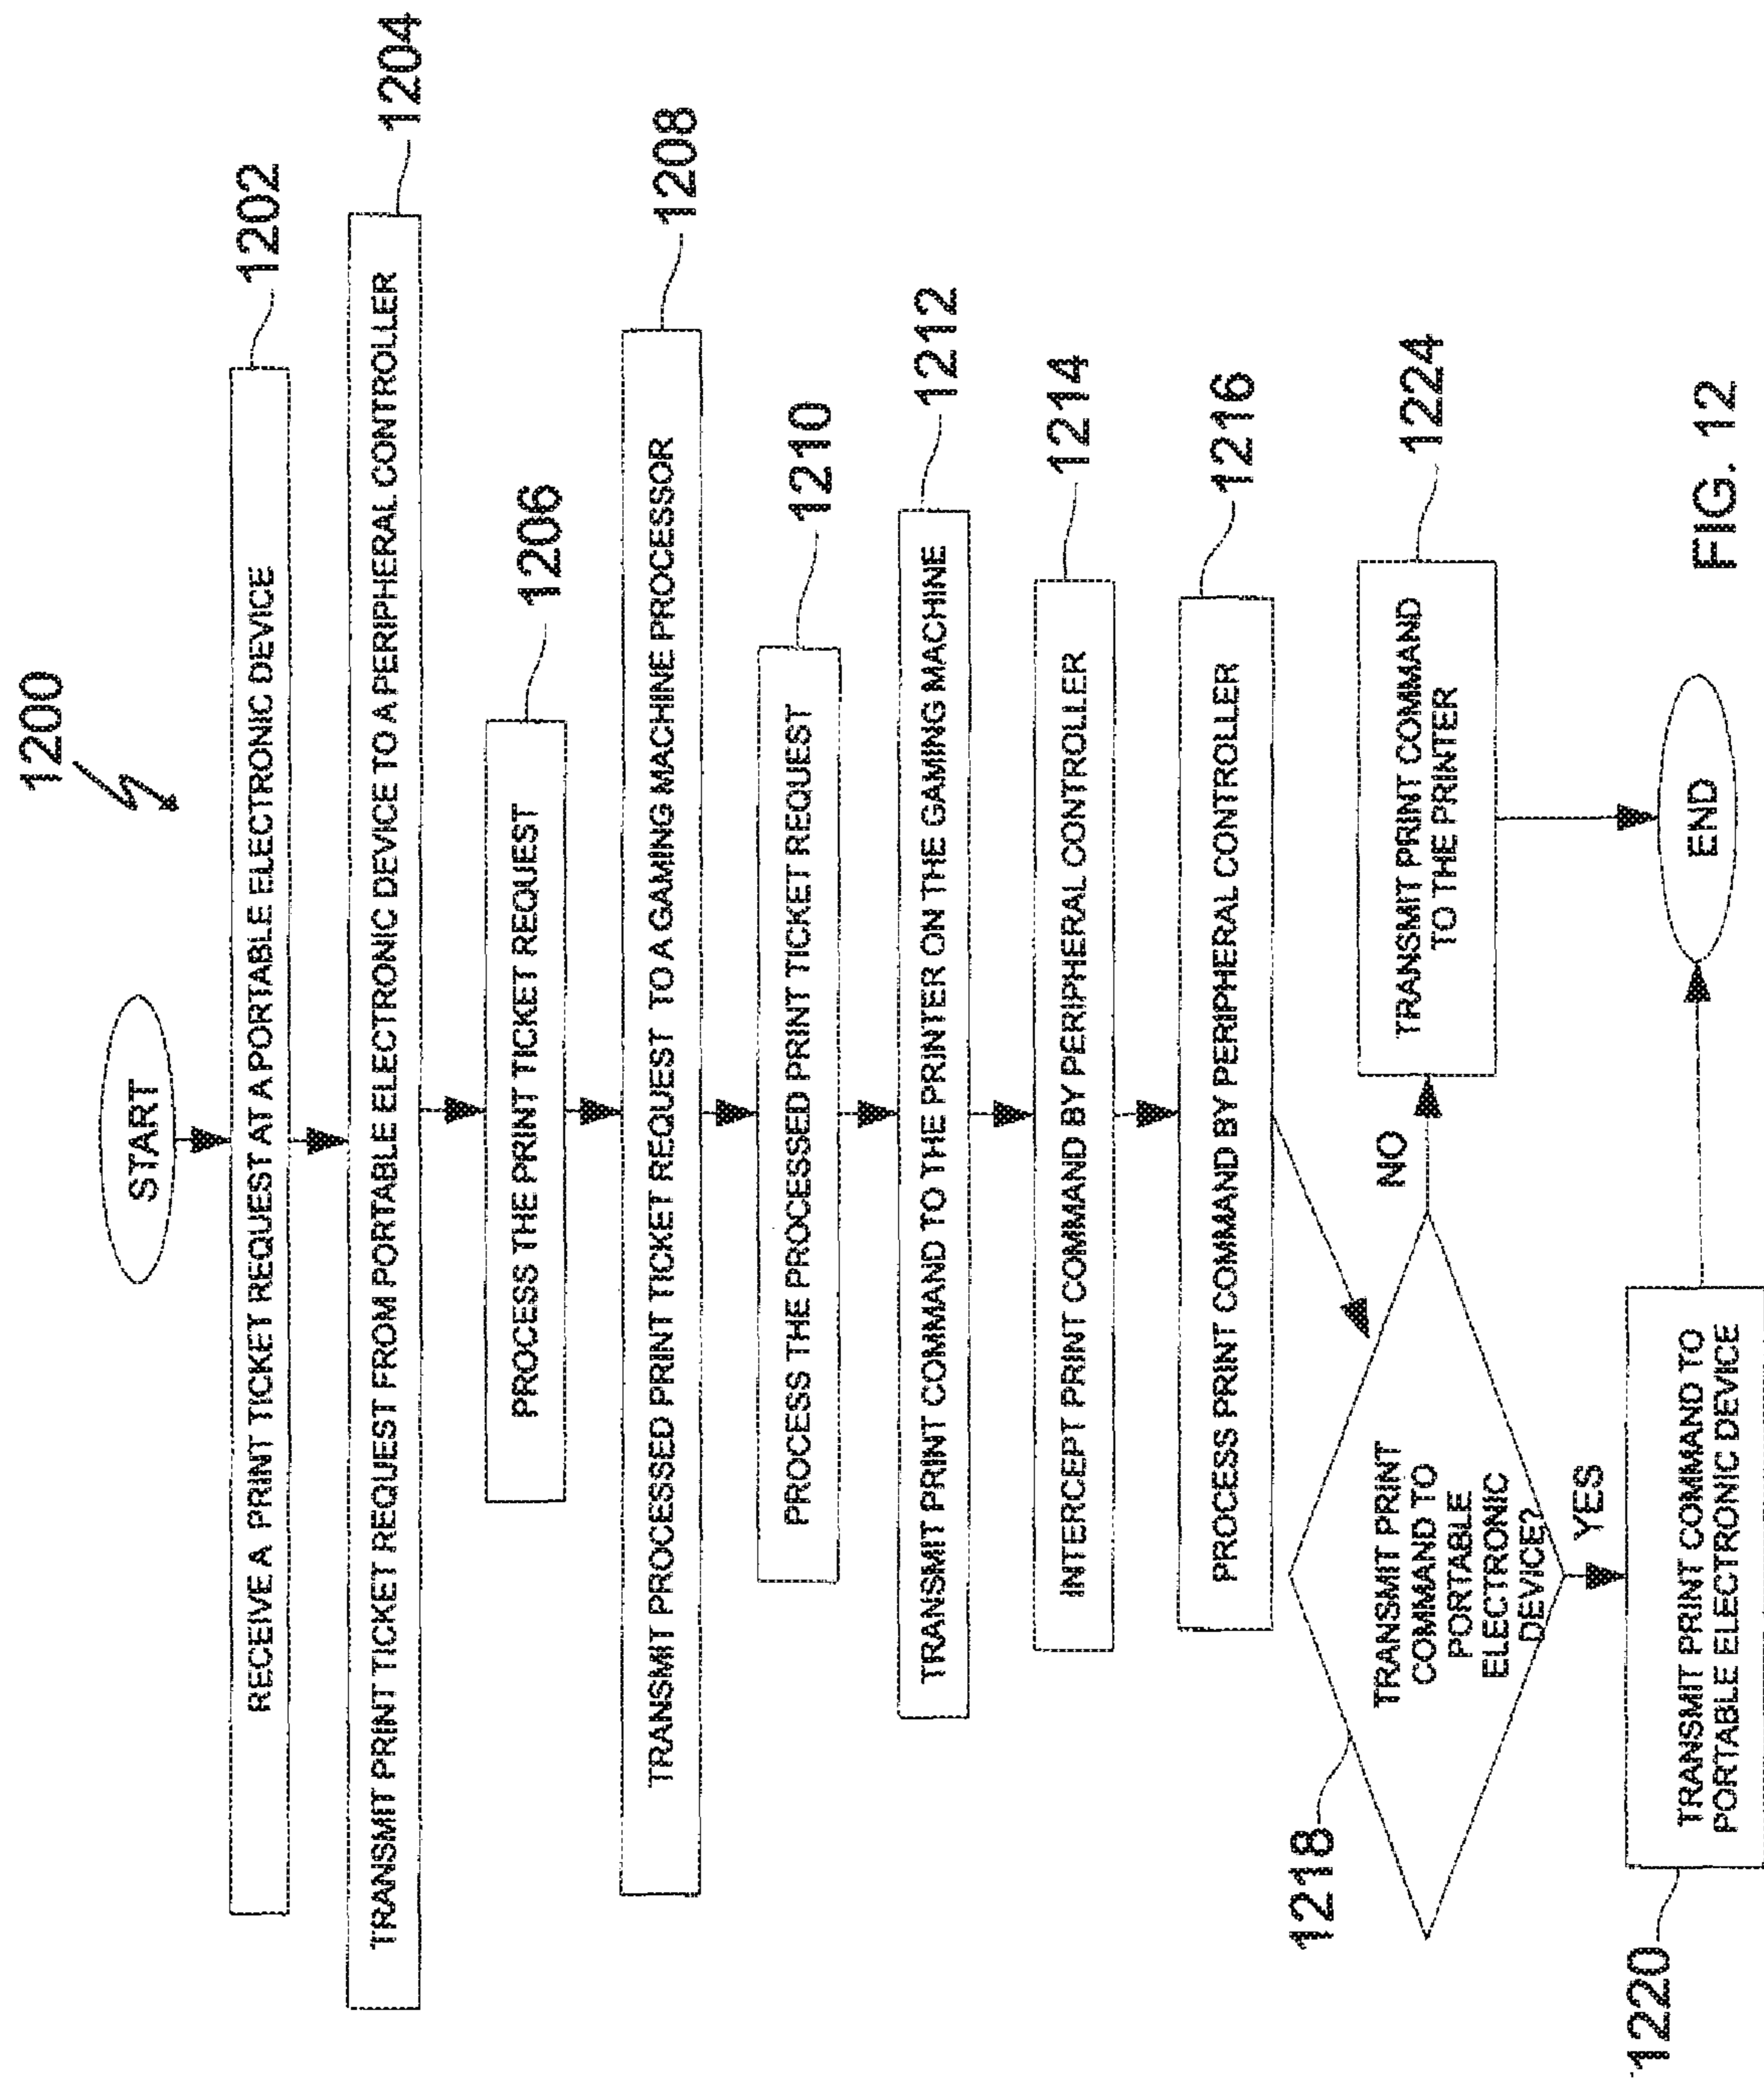 1200
START
RECEIVE A PRINT TICKET REQUEST AT A PORTABLE ELECTRONIC DEVICE
1202
TRANSMIT PRINT TICKET REQUEST FROM PORTABLE ELECTRONIC DEVICE TO A PERIPHERAL CONTROLLER
1204
PROCESS THE PRINT TICKET REQUEST
1206
TRANSMIT PROCESSED PRINT TICKET REQUEST TO A GAMING MACHINE PROCESSOR
1208
PROCESS THE PROCESSED PRINT TICKET REQUEST
1210
TRANSMIT PRINT COMMAND TO THE PRINTER ON THE GAMING MACHINE
1212
INTERCEPT PRINT COMMAND BY PERIPHERAL CONTROLLER
1214
PROCESS PRINT COMMAND BY PERIPHERAL CONTROLLER
1216
1218
TRANSMIT PRINT
COMMAND TO
PORTABLE
ELECTRONIC
DEVICE?
NO
TRANSMIT PRINT COMMAND
TO THE PRINTER
1224
YES
1220
TRANSMIT PRINT COMMAND TO
PORTABLE ELECTRONIC DEVICE
END
FIG. 12